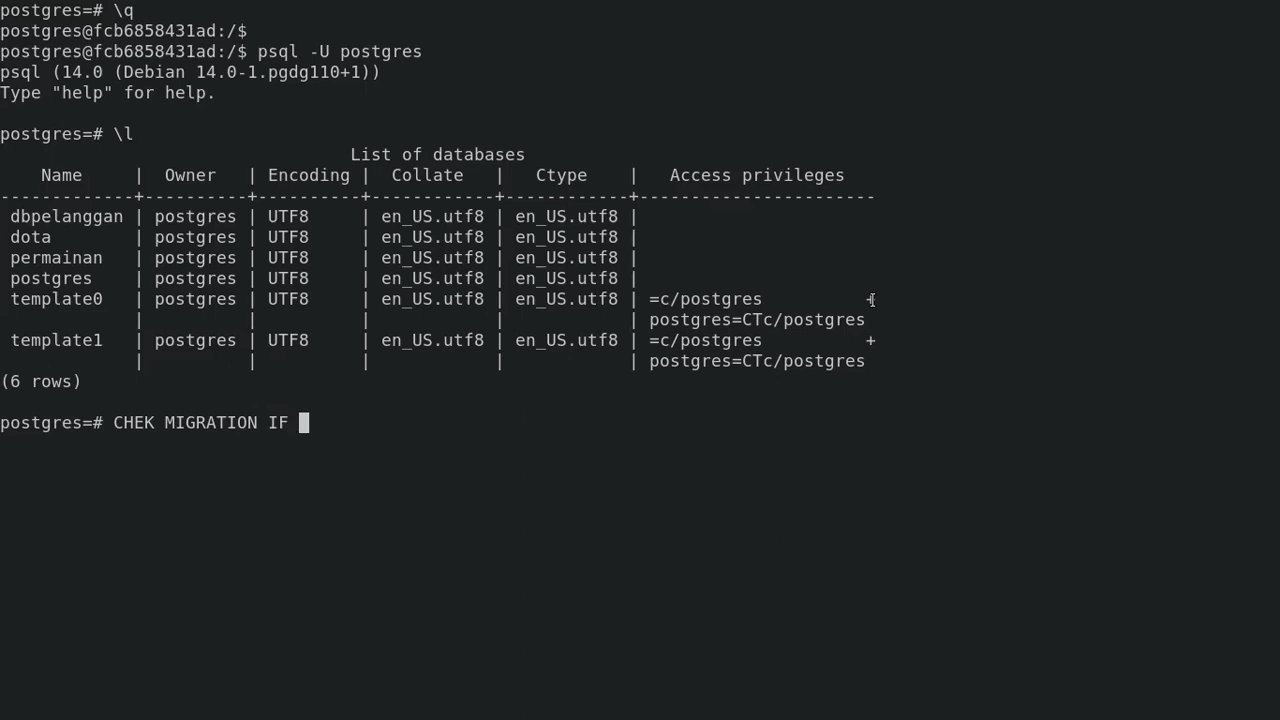 postgres=# \q
postgres@fcb6858431ad:/$
postgres@fcb6858431ad:/$ psql -U postgres
psql (14.0 (Debian 14.0-1.pgdg110+1))
Type "help" for help.
postgres=# \l
                                  List of databases
    Name     |  Owner   | Encoding |  Collate   |   Ctype    |   Access privileges
-------------+----------+----------+------------+------------+-----------------------
 dbpelanggan | postgres | UTF8     | en_US.utf8 | en_US.utf8 |
 dota        | postgres | UTF8     | en_US.utf8 | en_US.utf8 |
 permainan   | postgres | UTF8     | en_US.utf8 | en_US.utf8 |
 postgres    | postgres | UTF8     | en_US.utf8 | en_US.utf8 |
 template0   | postgres | UTF8     | en_US.utf8 | en_US.utf8 | =c/postgres          +
             |          |          |            |            | postgres=CTc/postgres
 template1   | postgres | UTF8     | en_US.utf8 | en_US.utf8 | =c/postgres          +
             |          |          |            |            | postgres=CTc/postgres
(6 rows)
postgres=# CHEK MIGRATION IF